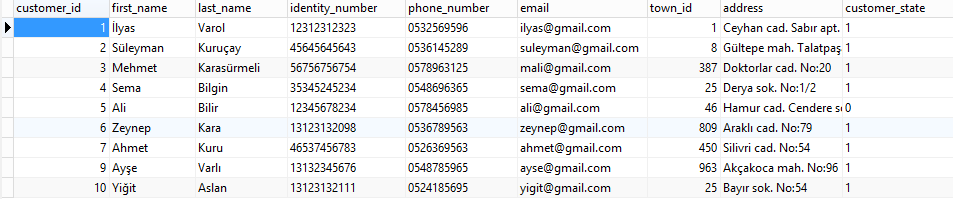 customer_id first_name last_name identity_number phone_number email town_id address customer_state
1 İlyas Varol 12312312323 0532569596 ilyas@gmail.com 1 Ceyhan cad. Sabır apt. 1
2 Süleyman Kuruçay 45645645643 0536145289 suleyman@gmail.com 8 Gültepe mah. Talatpaş 1
3 Mehmet Karasürmeli 56756756764 0578963125 mali@gmail.com 387 Doktorlar cad. No:20 1
4 Sema Bilgin 35345245234 0548696365 sema@gmail.com 25 Derya sok. No:1/2 1
5 Ali Bilir 12345678234 0578456985 ali@gmail.com 46 Hamur cad. Cendere so 0
6 Zeynep Kara 13123132098 0536789563 zeynep@gmail.com 809 Araklı cad. No:79 1
7 Ahmet Kuru 46537456783 0526369563 ahmet@gmail.com 450 Silivri cad. No:54 1
9 Ayşe Varlı 13132345676 0548785965 ayse@gmail.com 963 Akçakoca mah. No:96 1
10 Yiğit Aslan 13123132111 0524185695 yigit@gmail.com 25 Bayır sok. No:54 1